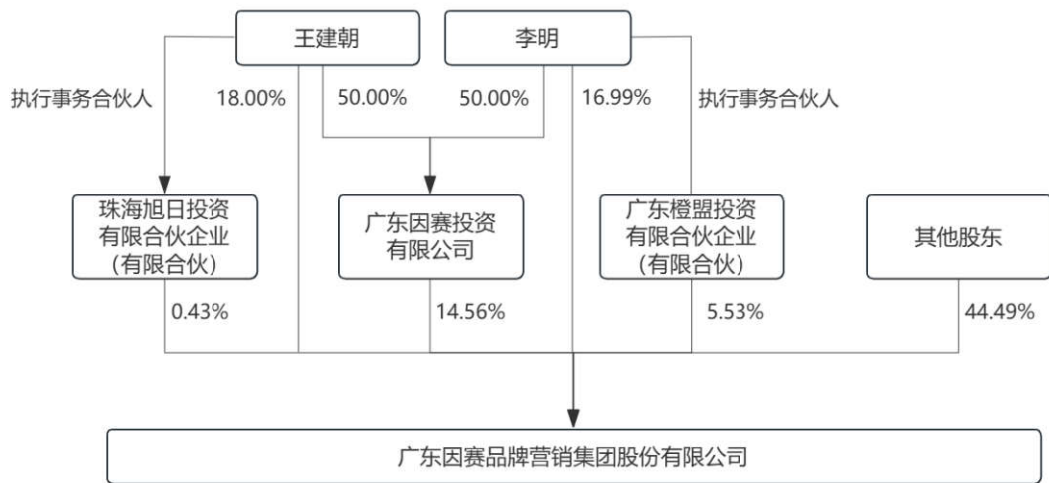 王建朝
李明
执行事务合伙人
18.00%
50.00%
50.00%
16.99%
执行事务合伙人
珠海旭日投资
有限合伙企业
（有限合伙）
广东因赛投资
有限公司
广东橙盟投资
有限合伙企业
（有限合伙）
其他股东
0.43%
14.56%
5.53%
44.49%
广东因赛品牌营销集团股份有限公司